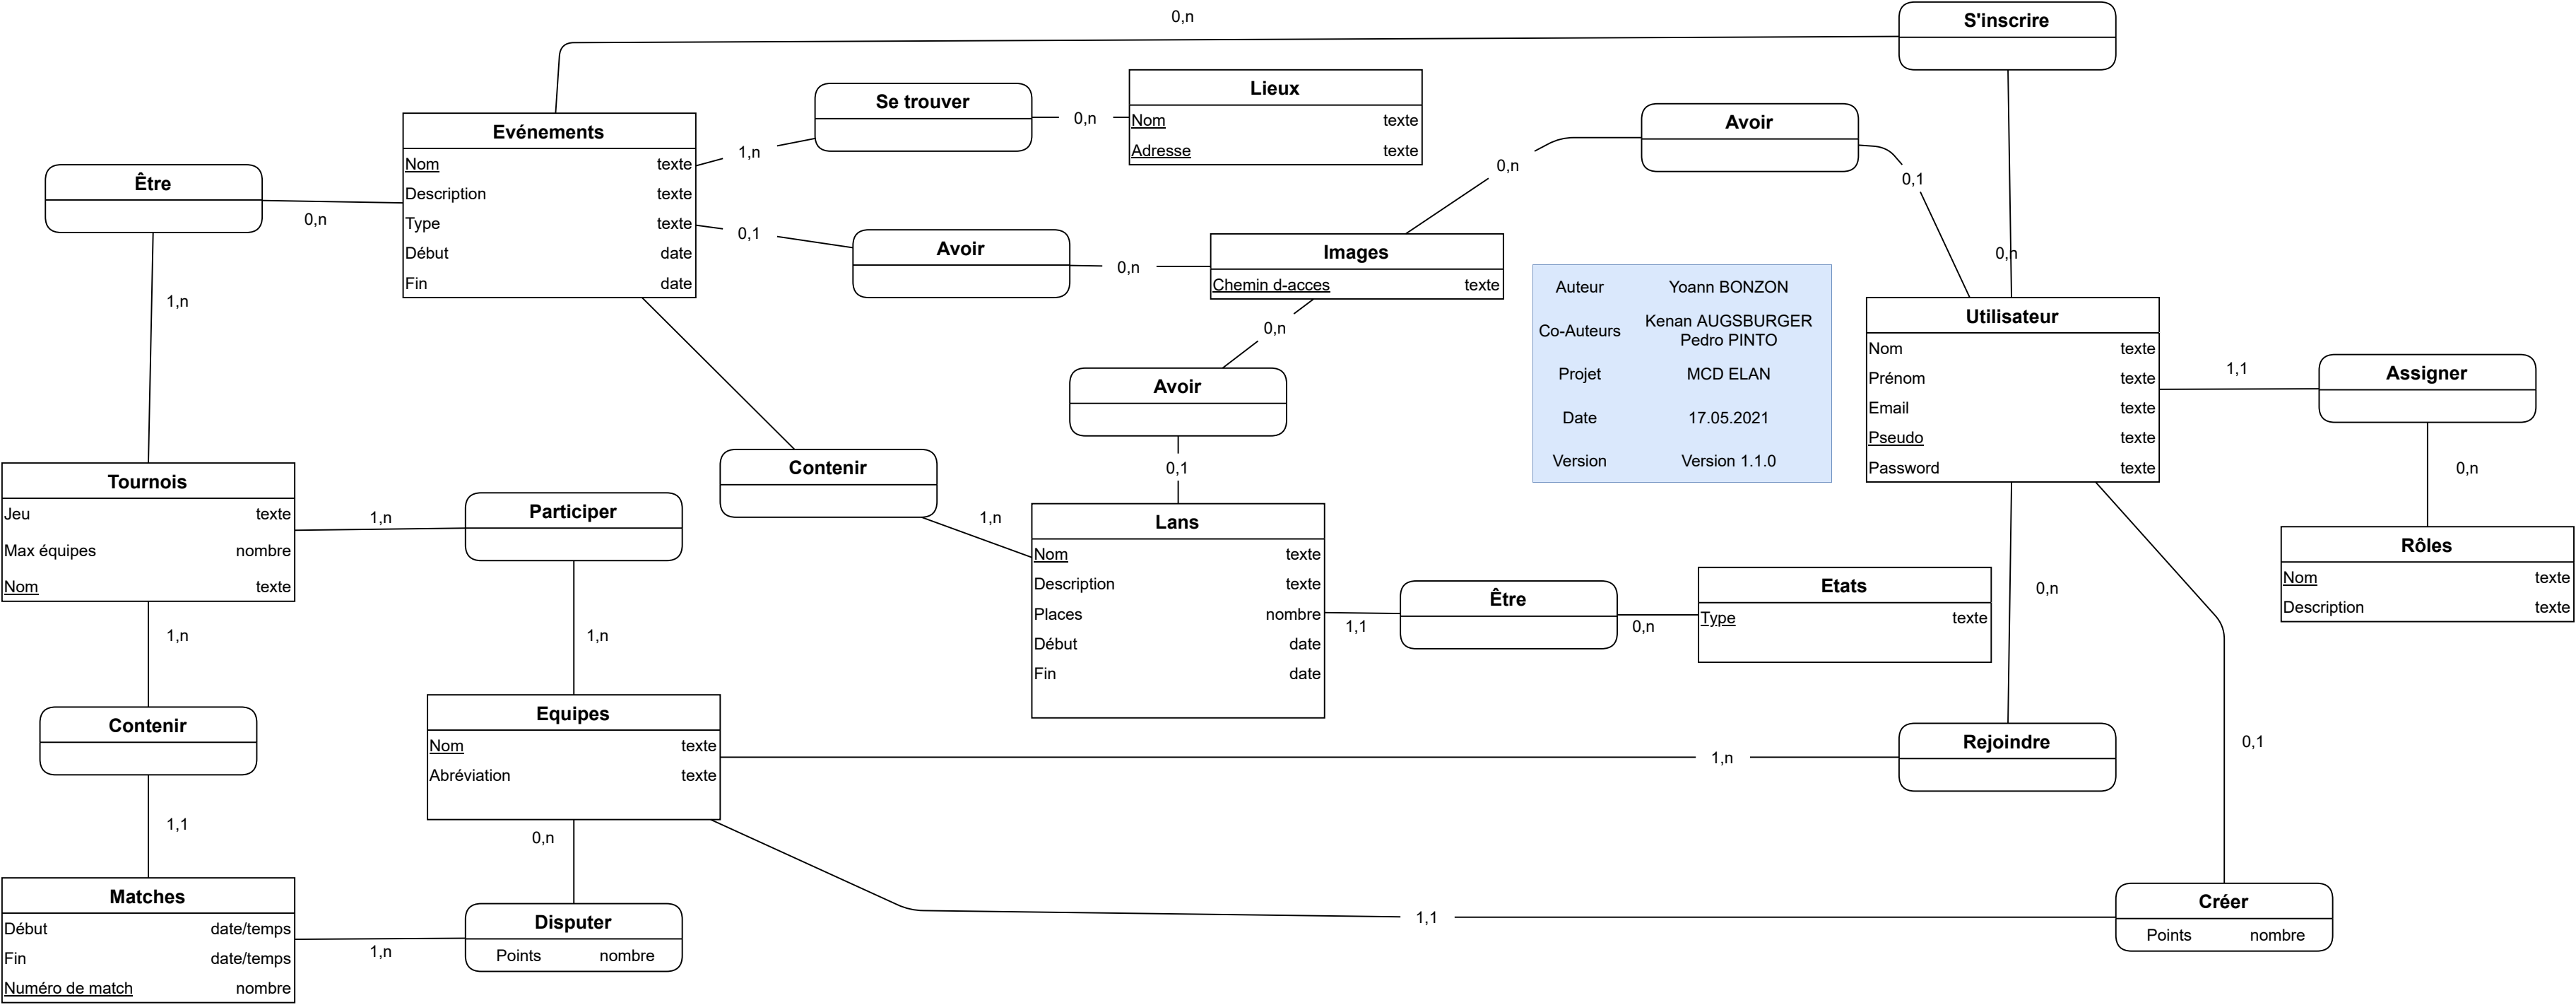 0,n
S'inscrire
Se trouver
Lieux
Nom texte
Adresse texte
0,n
1,n
Evénements
Nom texte
Description texte
Type texte
Début date
Fin date
Être
0,n
1,n
0,1
Avoir
0,n
Images
Chemin d-acces texte
0,n
Avoir
0,1
0,n
Auteur Yoann BONZON
Co-Auteurs Kenan AUGSBURGER
Pedro PINTO
Projet MCD ELAN
Date 17.05.2021
Version Version 1.1.0
Utilisateur
Nom texte
Prénom texte
Email texte
Pseudo texte
Password texte
1,1
Assigner
0,n
Rôles
Nom texte
Description texte
0,n
Avoir
0,1
Contenir
1,n
Lans
Nom texte
Description texte
Places nombre
Début date
Fin date
1,1
Être
0,n
Etats
Type texte
Tournois
Jeu texte
Max équipes nombre
Nom texte
1,n
Participer
1,n
1,n
Contenir
1,1
Equipes
Nom texte
Abréviation texte
1,n
Rejoindre
0,n
0,1
0,n
Matches
Début date/temps
Fin date/temps
Numéro de match nombre
1,n
Disputer
Points nombre
1,1
Créer
Points nombre